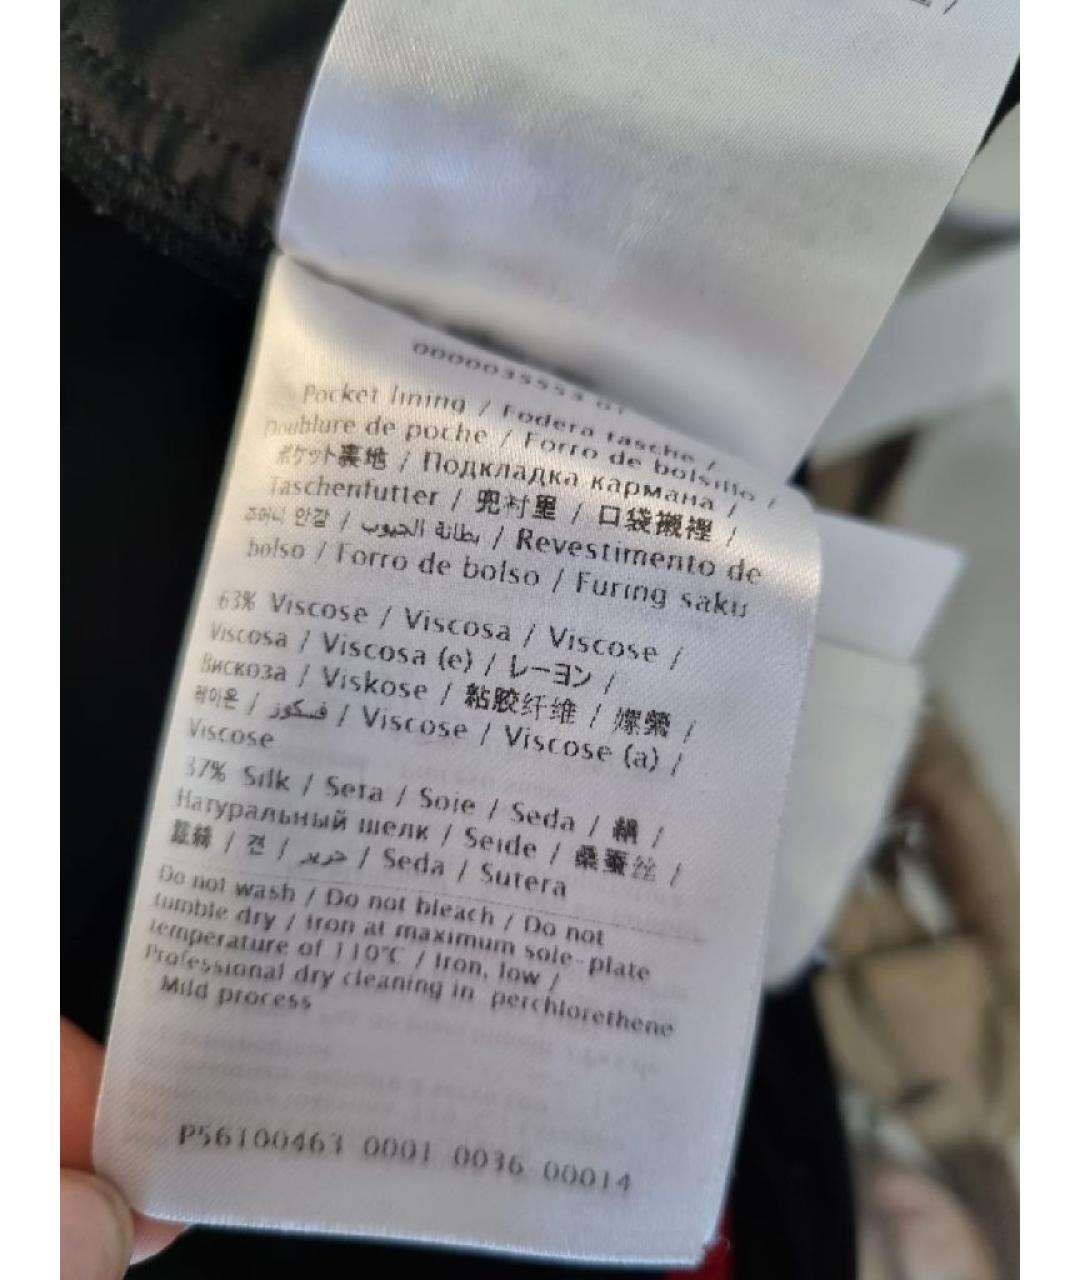 Pocket lining / Fodera tasche /
Doublure de poche / Forro de bolsillo /
ポケット裏地 / Подкладка кармана /
Taschenfutter / 兜衬里 / 口袋襯裡 /
주머니 안감 / بطانة الجيوب / Revestimento de
bolso / Forro de bolso / Furing saku
63% Viscose / Viscosa / Viscose /
Viscosa / Viscosa (e) / レーヨン /
Вискоза / Viskose / 粘胶纤维 / 嫘縈 /
레이온 / فسكوز / Viscose / Viscose (a) /
Viscose
37% Silk / Seta / Soie / Seda / 絹 /
Натуральный шелк / Seide / 桑蚕丝 /
蠶絲 / 견 / حرير / Seda / Sutera
Do not wash / Do not bleach / Do not
tumble dry / Iron at maximum sole-plate
temperature of 110°C / Iron, low /
Professional dry cleaning in perchlorethene
Mild process
P56100463 0001 0036 00014